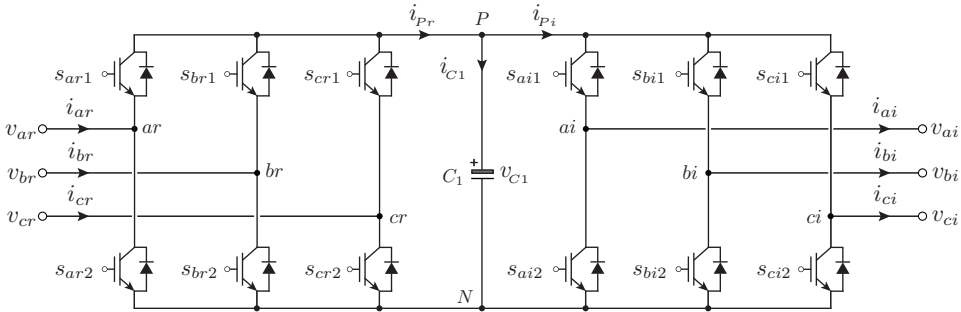 i_Pr P i_Pi
s_ar1 s_br1 s_cr1 i_C1 s_ai1 s_bi1 s_ci1
i_ar i_ai
v_ar ar ai v_ai
i_br i_bi
v_br br C_1 + v_C1 bi v_bi
i_cr i_ci
v_cr cr ci v_ci
s_ar2 s_br2 s_cr2 s_ai2 s_bi2 s_ci2
N